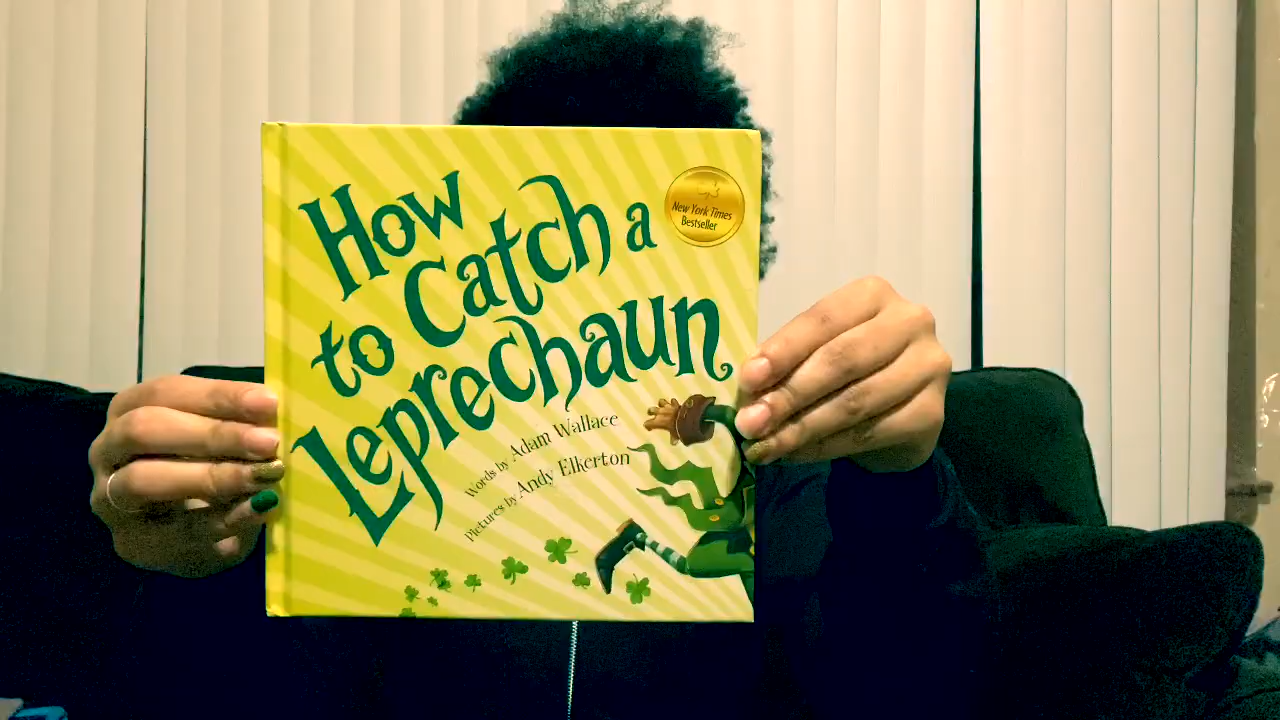 How
to Catch a
Leprechaun
New York Times
Bestseller
Words by Adam Wallace
Pictures by Andy Elkerton